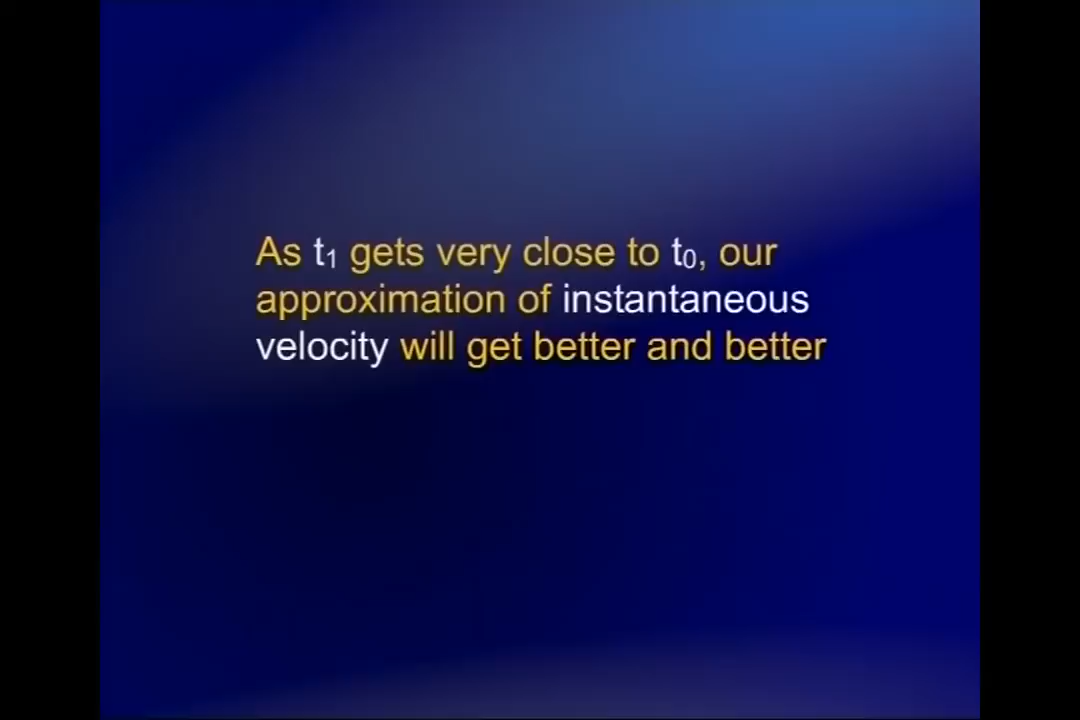 As t₁ gets very close to t₀, our
approximation of instantaneous
velocity will get better and better